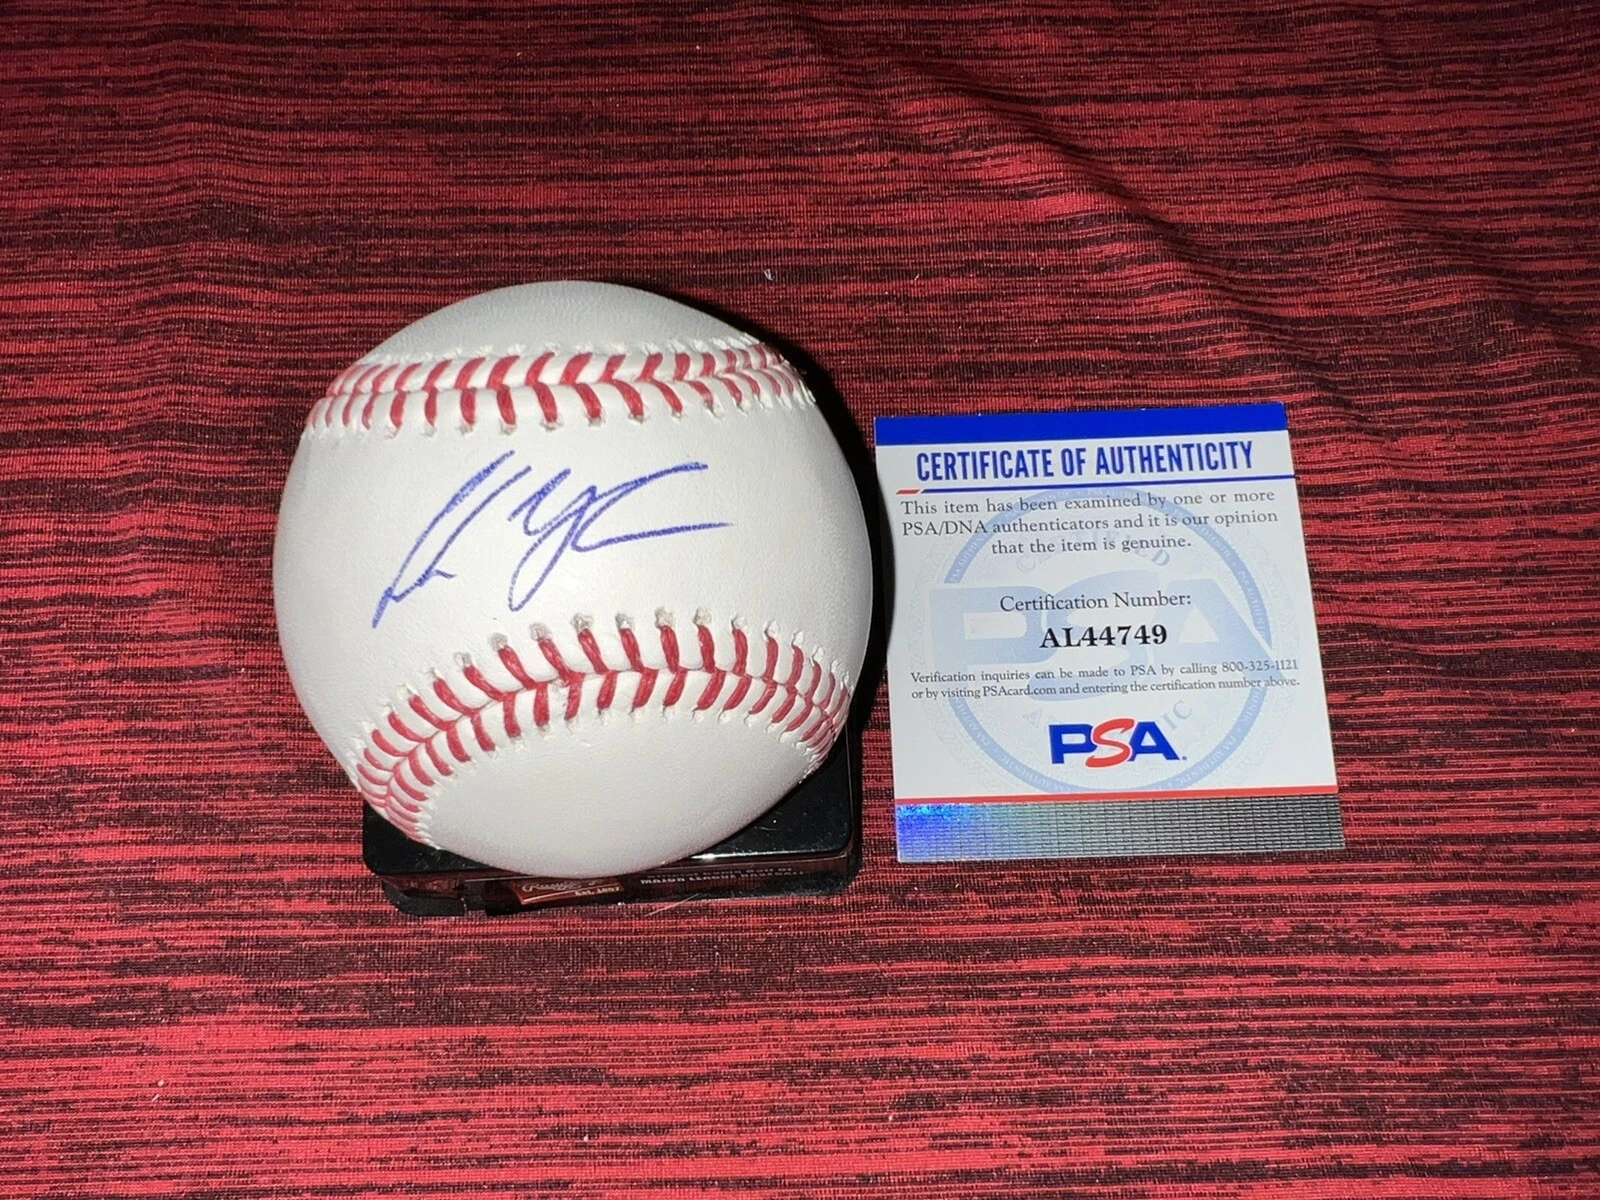 CERTIFICATE OF AUTHENTICITY
This item has been examined by one or more
PSA/DNA authenticators and it is our opinion
that the item is genuine.
Certification Number:
AL44749
Verification inquiries can be made to PSA by calling 800-325-1121
or by visiting PSAcard.com and entering the certification number above.
PSA